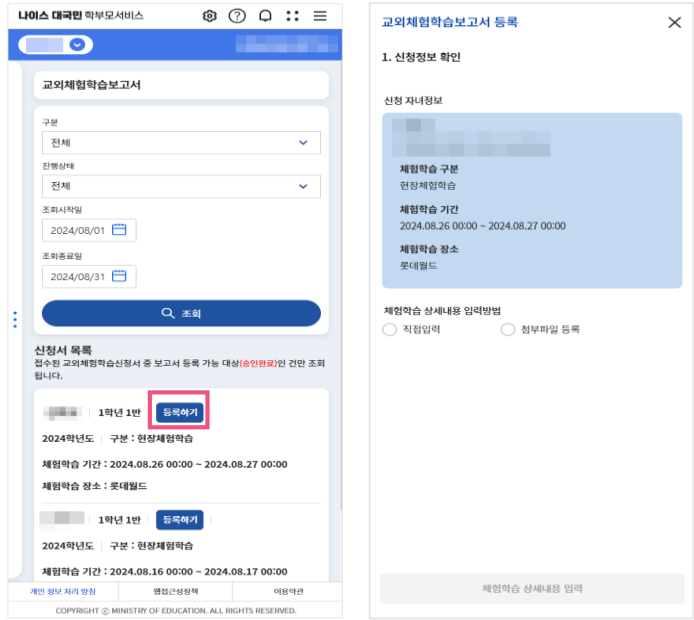 나이스 대국민 학부모서비스
교외체험학습보고서
구분
전체
진행상태
전체
조회시작일
2024/08/01
조회종료일
2024/08/31
조회
신청서 목록
접수된 교외체험학습신청서 중 보고서 등록 가능 대상(승인완료)인 건만 조회
됩니다.
1학년 1반 등록하기
2024학년도 구분 : 현장체험학습
체험학습 기간 : 2024.08.26 00:00 ~ 2024.08.27 00:00
체험학습 장소 : 롯데월드
1학년 1반 등록하기
2024학년도 구분 : 현장체험학습
체험학습 기간 : 2024.08.16 00:00 ~ 2024.08.17 00:00
개인 정보 처리 방침 웹접근성정책 이용약관
COPYRIGHT ⓒ MINISTRY OF EDUCATION. ALL RIGHTS RESERVED.
교외체험학습보고서 등록
1. 신청정보 확인
신청 자녀정보
체험학습 구분
현장체험학습
체험학습 기간
2024.08.26 00:00 ~ 2024.08.27 00:00
체험학습 장소
롯데월드
체험학습 상세내용 입력방법
직접입력 첨부파일 등록
체험학습 상세내용 입력